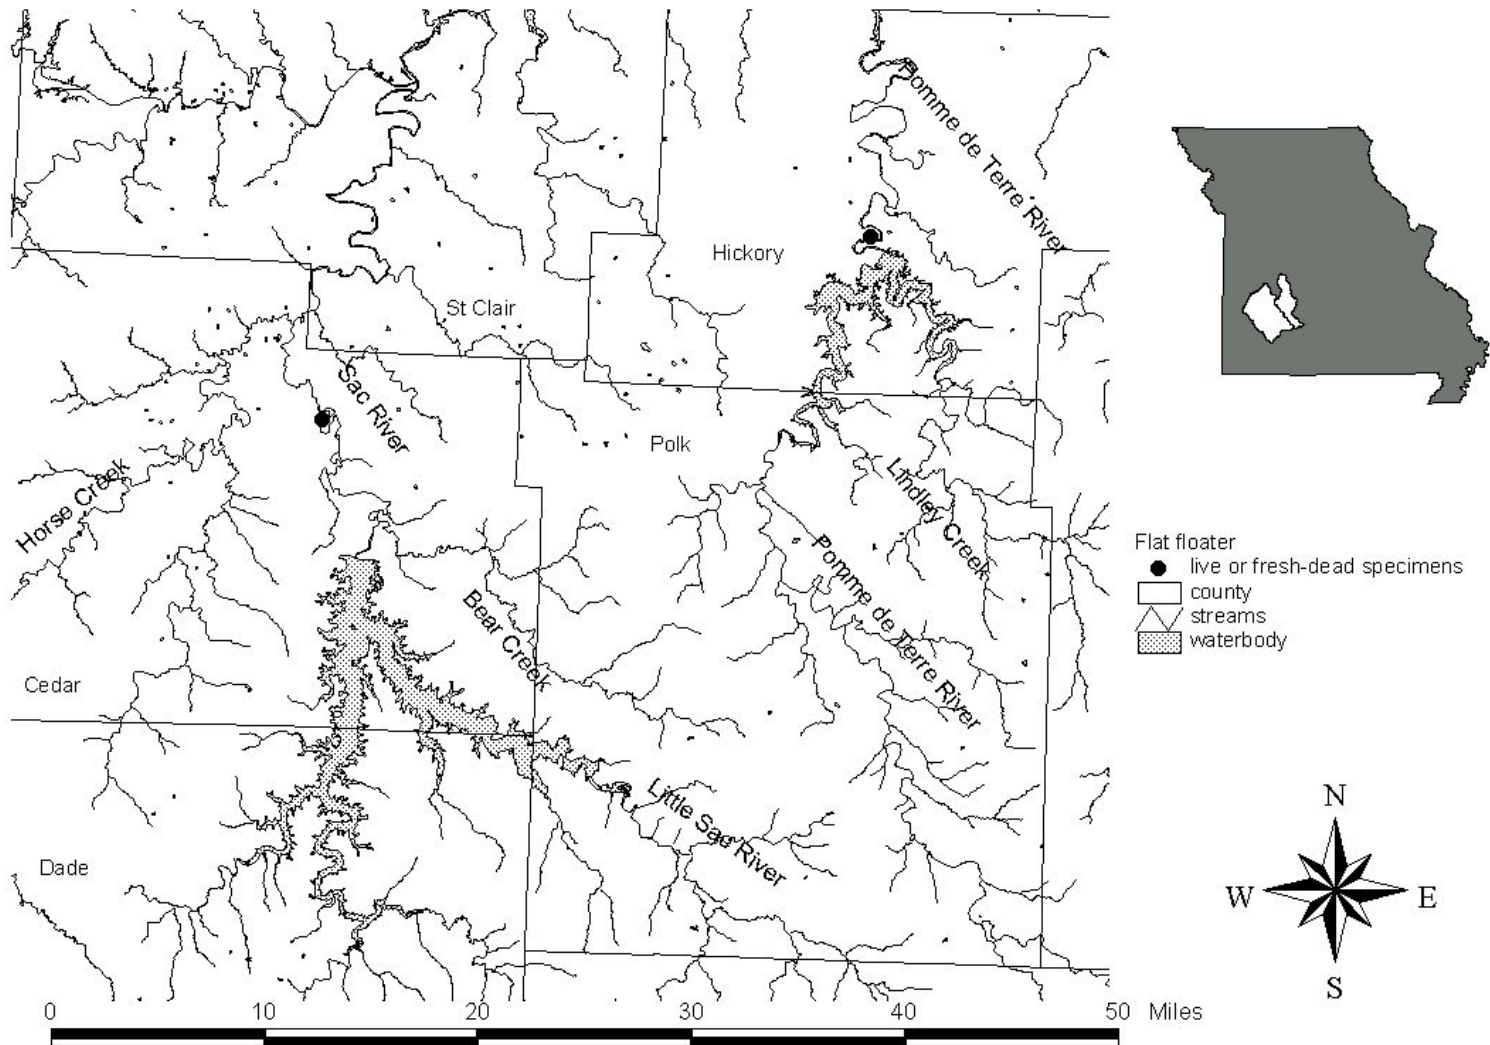 Pomme de Terre River
Hickory
St Clair
Sac River
Polk
Horse Creek
Lindley Creek
Pomme de Terre River
Bear Creek
Cedar
Little Sac River
Dade
Flat floater
live or fresh-dead specimens
county
streams
waterbody
N
W E
S
0 10 20 30 40 50 Miles